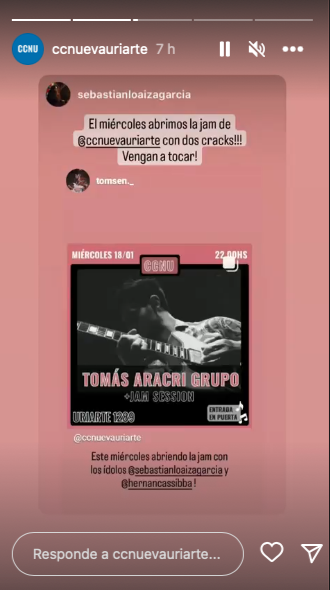 CCNU
ccnuevauriarte 7 h
sebastianloaizagarcia
El miércoles abrimos la jam de
@ccnuevauriarte con dos cracks!!!
Vengan a tocar!
tomsen._
MIÉRCOLES 18/01
22.00HS
CCNU
TOMÁS ARACRI GRUPO
+JAM SESSION
URIARTE 1289
ENTRADA
EN PUERTA
@ccnuevauriarte
Este miércoles abriendo la jam con
los ídolos @sebastianloaizagarcia y
@hernancassibba !
Responde a ccnuevauriarte...